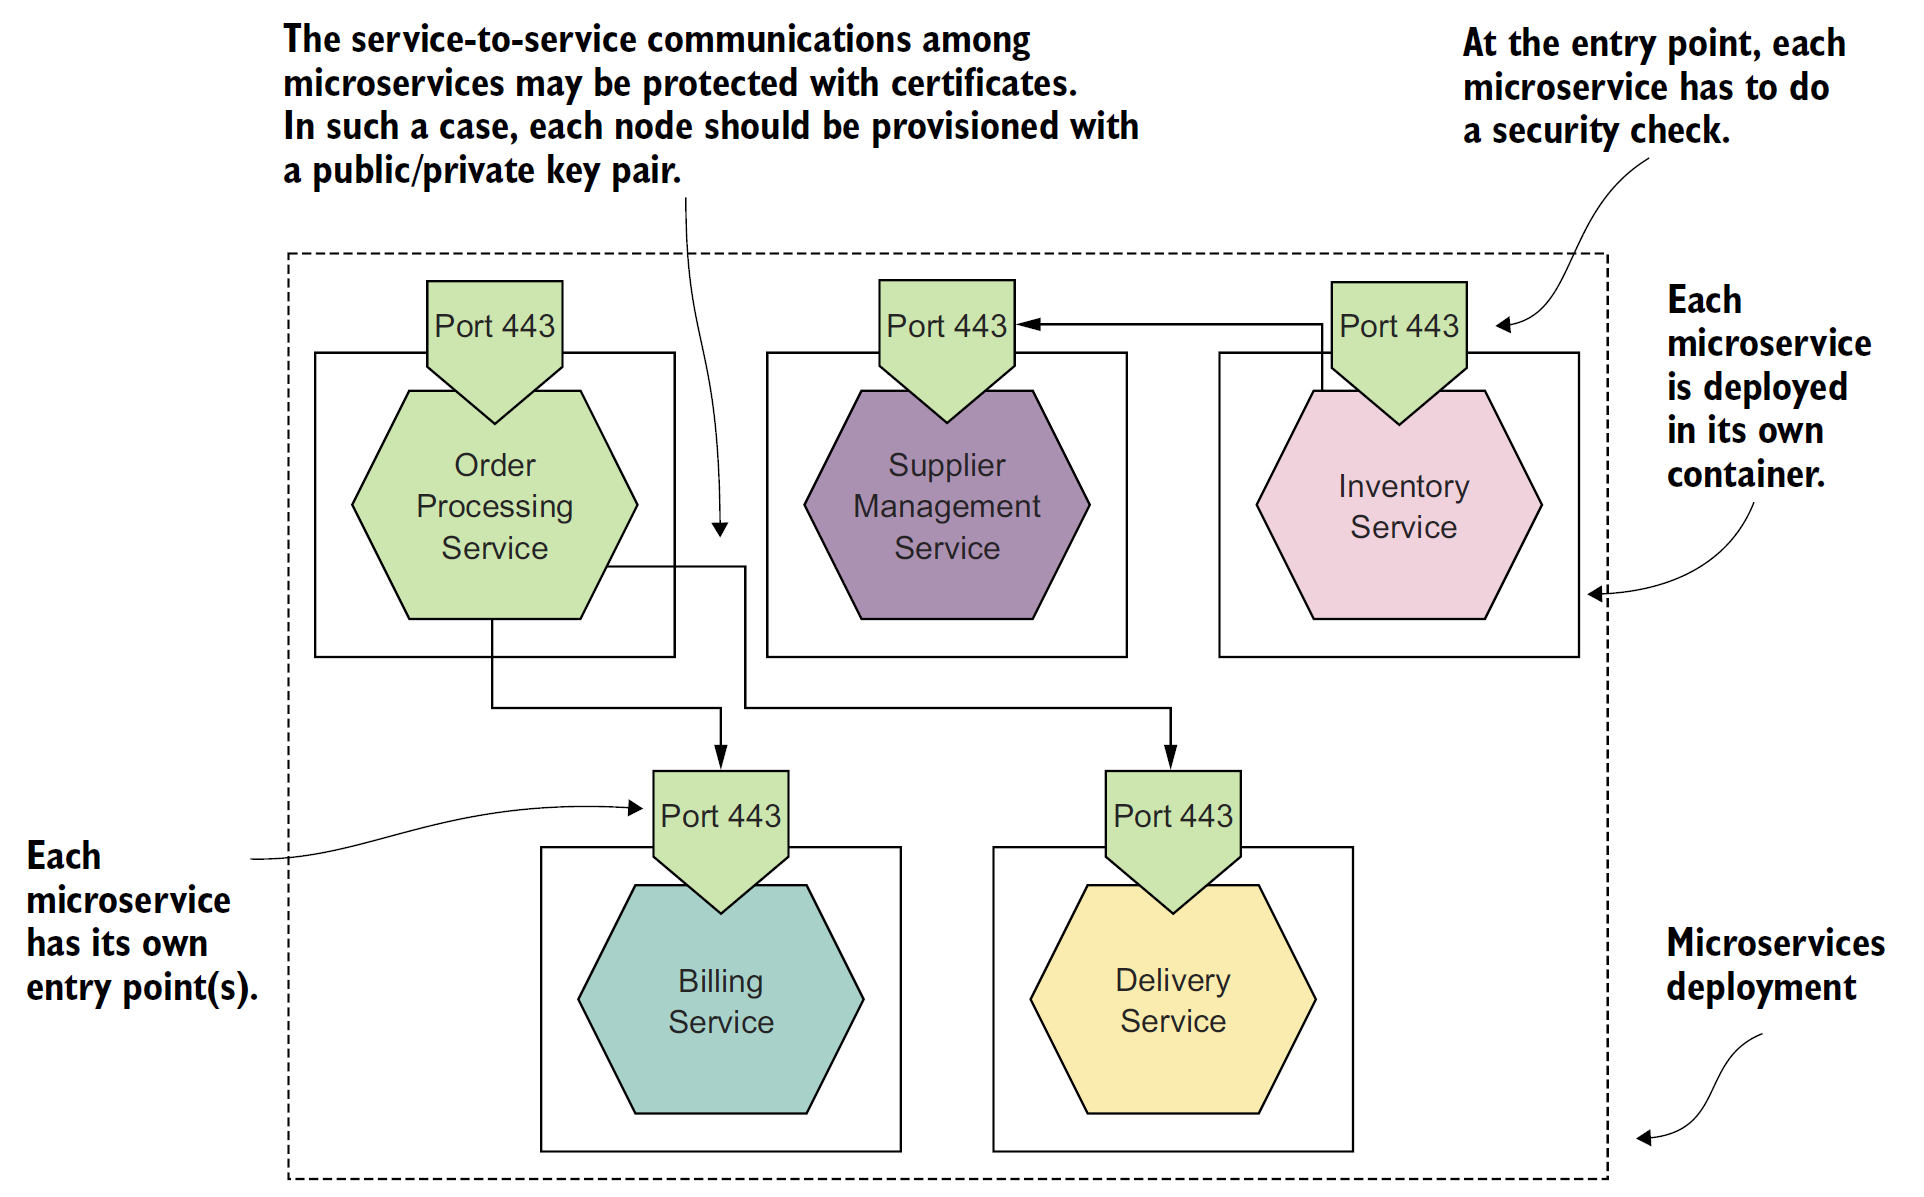 The service-to-service communications among
microservices may be protected with certificates.
In such a case, each node should be provisioned with
a public/private key pair.
At the entry point, each
microservice has to do
a security check.
Each
microservice
is deployed
in its own
container.
Port 443
Port 443
Port 443
Order
Processing
Service
Supplier
Management
Service
Inventory
Service
Port 443
Port 443
Each
microservice
has its own
entry point(s).
Billing
Service
Delivery
Service
Microservices
deployment